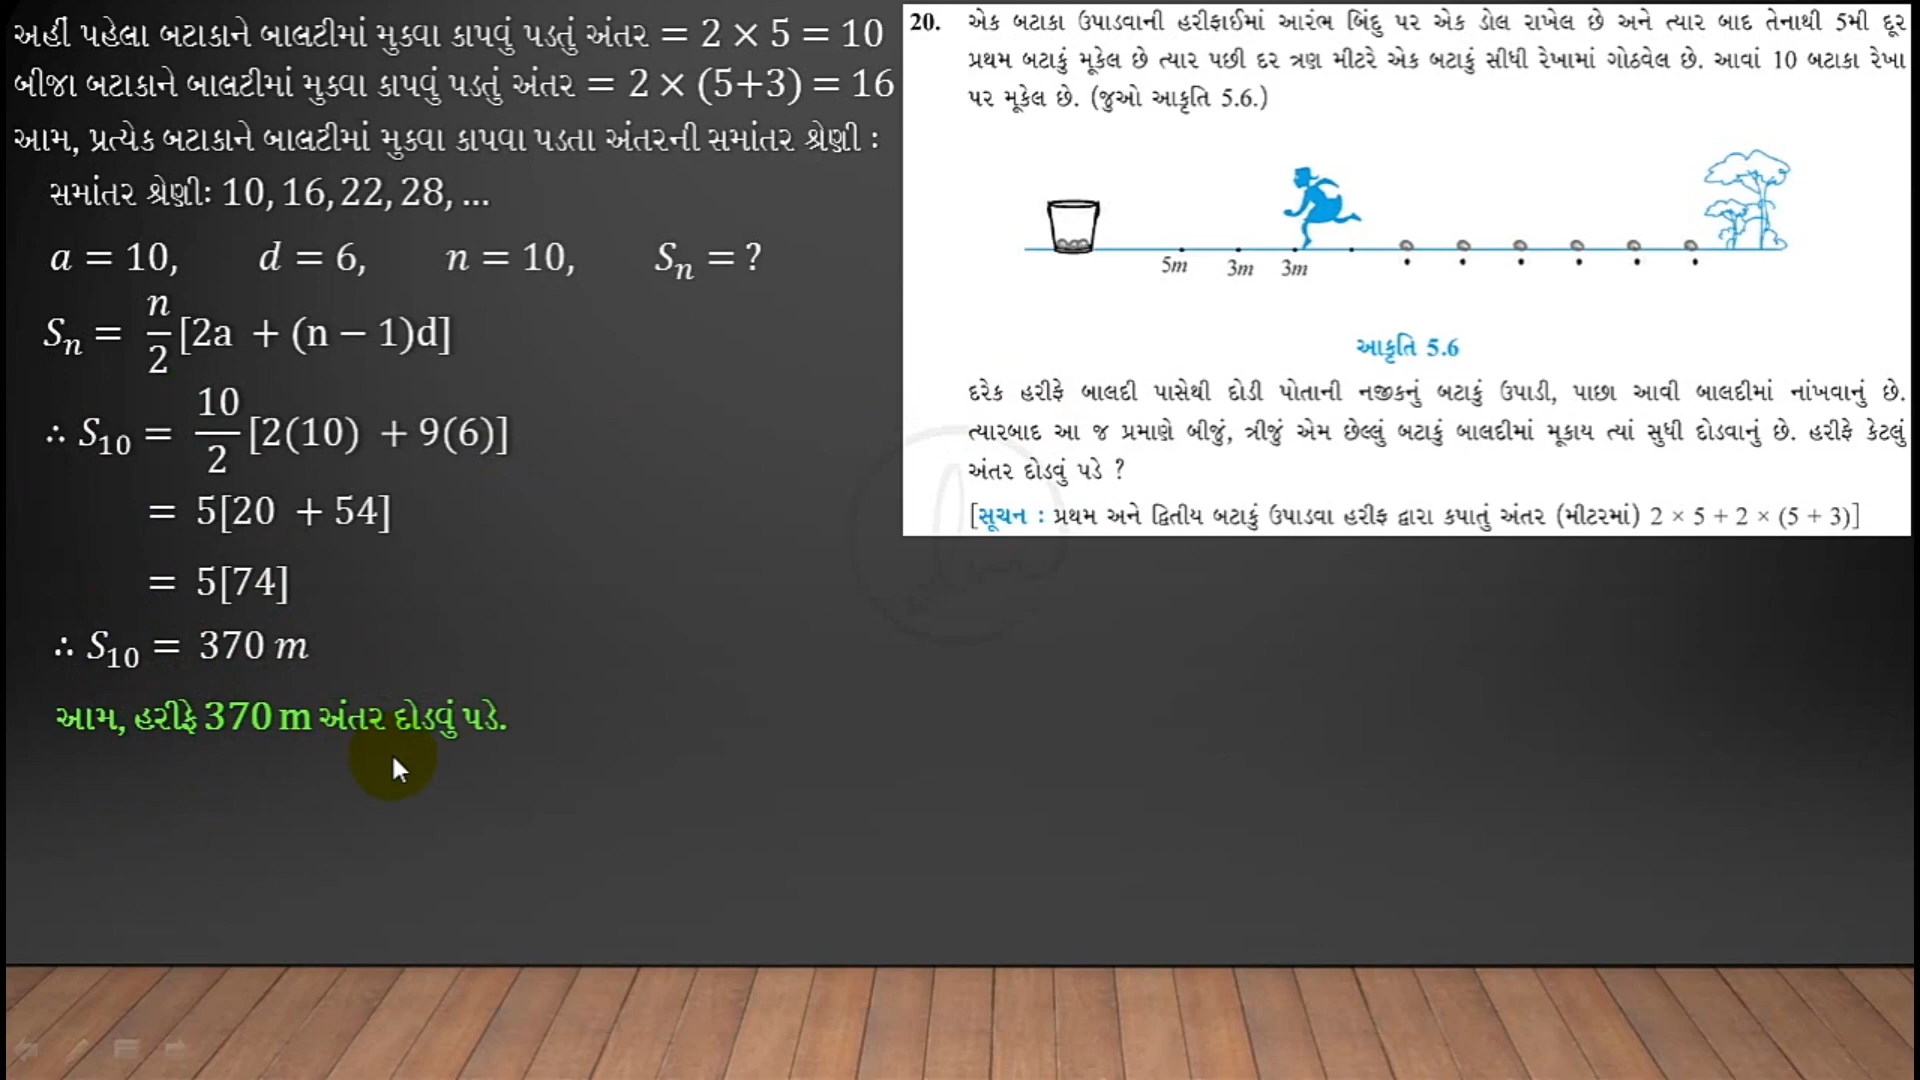 અહીં પહેલા બટાકાને બાલટીમાં મુકવા કાપવું પડતું અંતર = 2 × 5 = 10
બીજા બટાકાને બાલટીમાં મુકવા કાપવું પડતું અંતર = 2 × (5+3) = 16
આમ, પ્રત્યેક બટાકાને બાલટીમાં મુકવા કાપવા પડતા અંતરની સમાંતર શ્રેણી :
સમાંતર શ્રેણી: 10, 16, 22, 28, ...
a = 10, d = 6, n = 10, Sₙ = ?
Sₙ = n/2 [2a + (n − 1)d]
∴ S₁₀ = 10/2 [2(10) + 9(6)]
= 5[20 + 54]
= 5[74]
∴ S₁₀ = 370 m
આમ, હરીફે 370 m અંતર દોડવું પડે.
20. એક બટાકા ઉપાડવાની હરીફાઈમાં આરંભ બિંદુ પર એક ડોલ રાખેલ છે અને ત્યાર બાદ તેનાથી 5મી દૂર
પ્રથમ બટાકું મૂકેલ છે ત્યાર પછી દર ત્રણ મીટરે એક બટાકું સીધી રેખામાં ગોઠવેલ છે. આવાં 10 બટાકા રેખા
પર મૂકેલ છે. (જુઓ આકૃતિ 5.6.)
5m 3m 3m
આકૃતિ 5.6
દરેક હરીફે બાલદી પાસેથી દોડી પોતાની નજીકનું બટાકું ઉપાડી, પાછા આવી બાલદીમાં નાંખવાનું છે.
ત્યારબાદ આ જ પ્રમાણે બીજું, ત્રીજું એમ છેલ્લું બટાકું બાલદીમાં મૂકાય ત્યાં સુધી દોડવાનું છે. હરીફે કેટલું
અંતર દોડવું પડે ?
[સૂચન : પ્રથમ અને દ્વિતીય બટાકું ઉપાડવા હરીફ દ્વારા કપાતું અંતર (મીટરમાં) 2 × 5 + 2 × (5 + 3)]